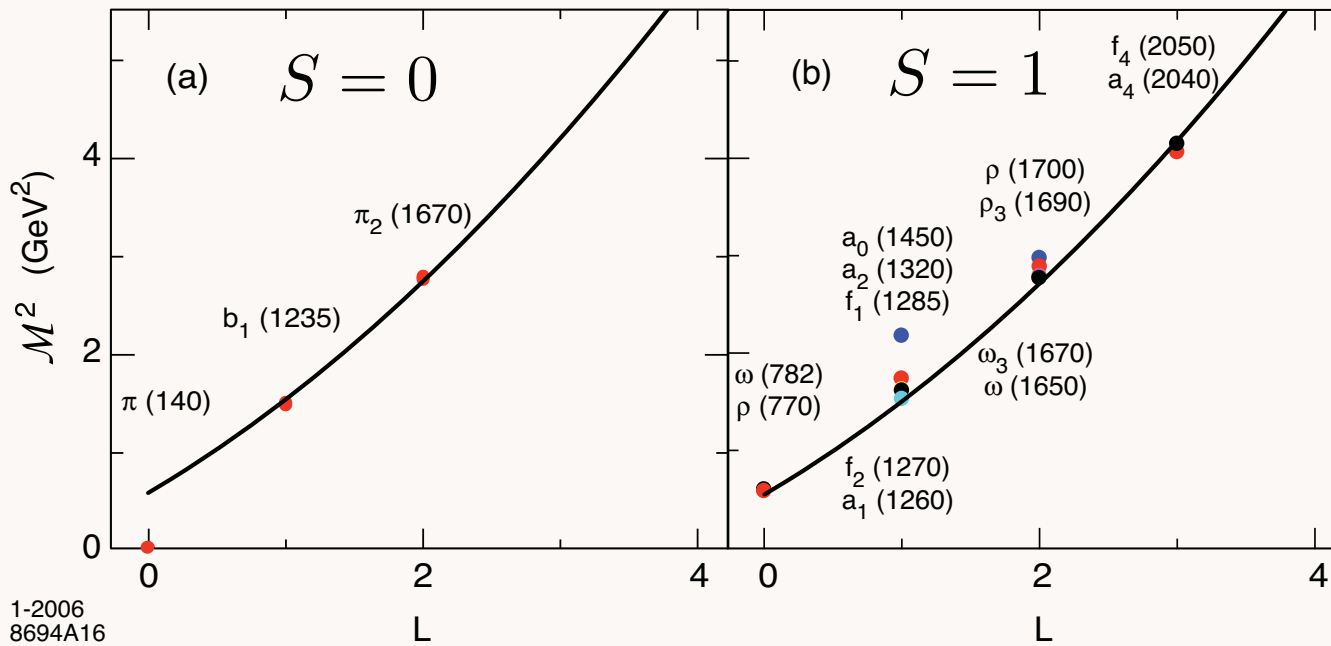 (a) S = 0
(b) S = 1
f4 (2050)
a4 (2040)
ρ (1700)
ρ3 (1690)
π2 (1670)
a0 (1450)
a2 (1320)
f1 (1285)
b1 (1235)
ω3 (1670)
ω (1650)
ω (782)
ρ (770)
π (140)
f2 (1270)
a1 (1260)
ℳ² (GeV²)
4
2
0
0 2 4
0 2 4
L
L
1-2006
8694A16